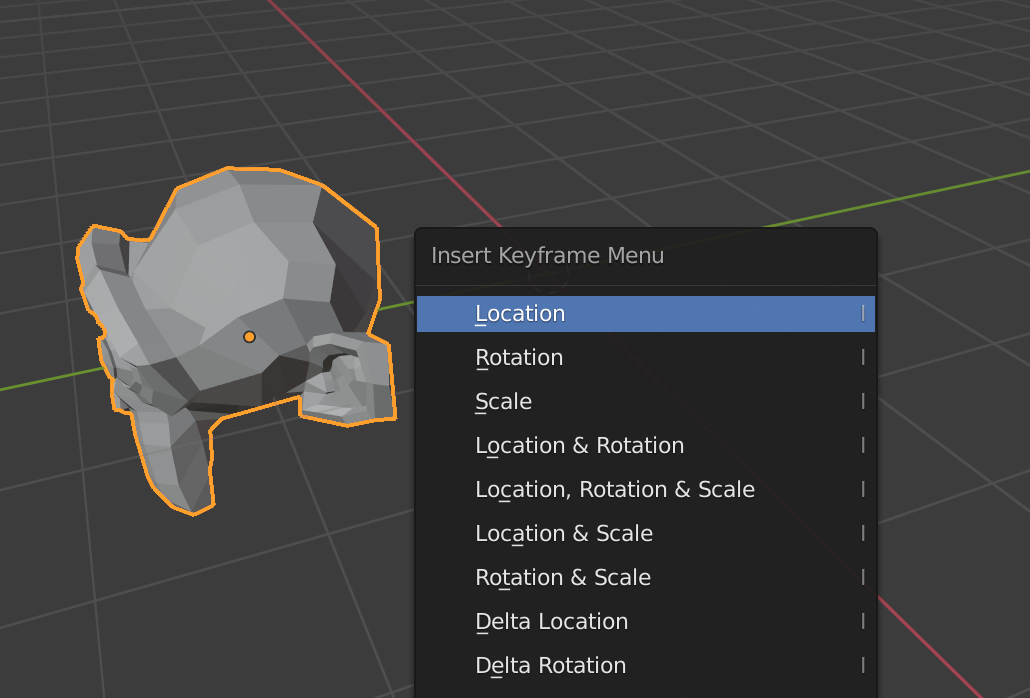 Insert Keyframe Menu
Location I
Rotation I
Scale I
Location & Rotation I
Location, Rotation & Scale I
Location & Scale I
Rotation & Scale I
Delta Location I
Delta Rotation I